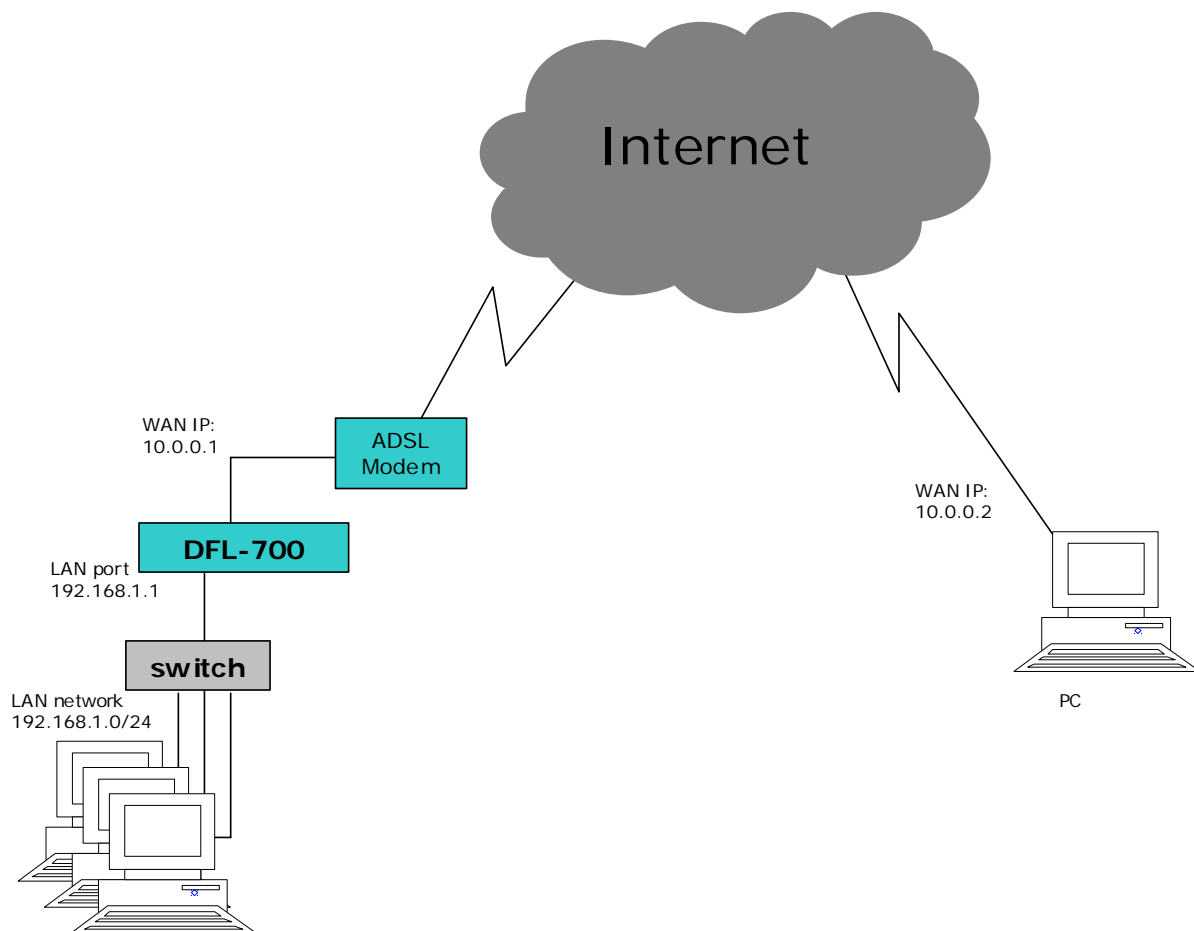 Internet
WAN IP:
10.0.0.1
ADSL
Modem
WAN IP:
10.0.0.2
DFL-700
LAN port
192.168.1.1
switch
LAN network
192.168.1.0/24
PC